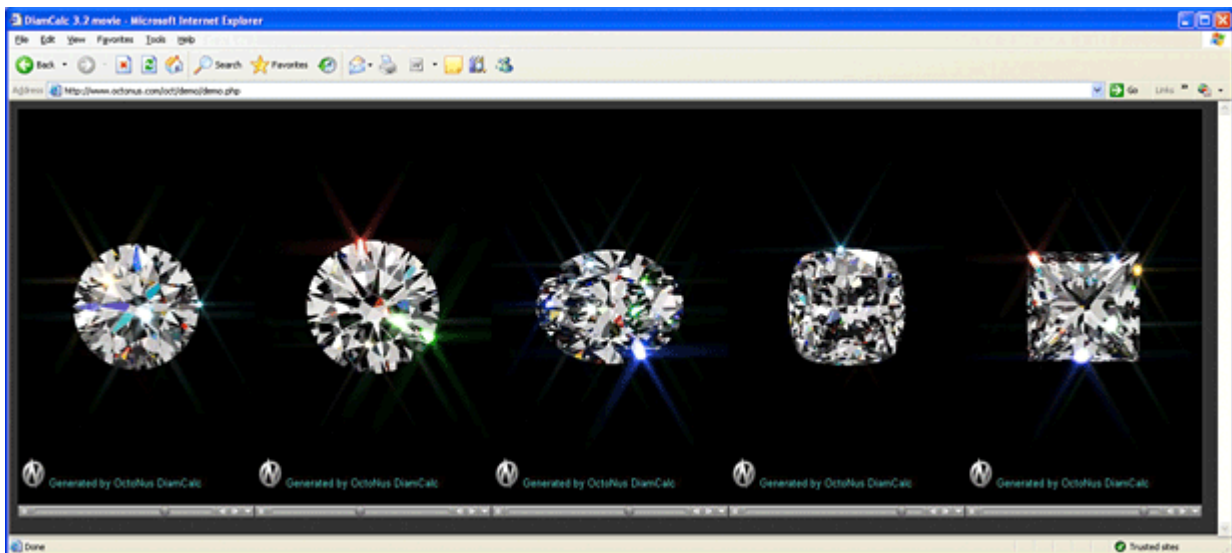 DiamCalc 3.2 movie - Microsoft Internet Explorer
File Edit View Favorites Tools Help
Back Search Favorites
Address http://www.octonus.com/oct/demo/demo.php Go Links »
Generated by OctoNus DiamCalc Generated by OctoNus DiamCalc Generated by OctoNus DiamCalc Generated by OctoNus DiamCalc Generated by OctoNus DiamCalc
Done Trusted sites